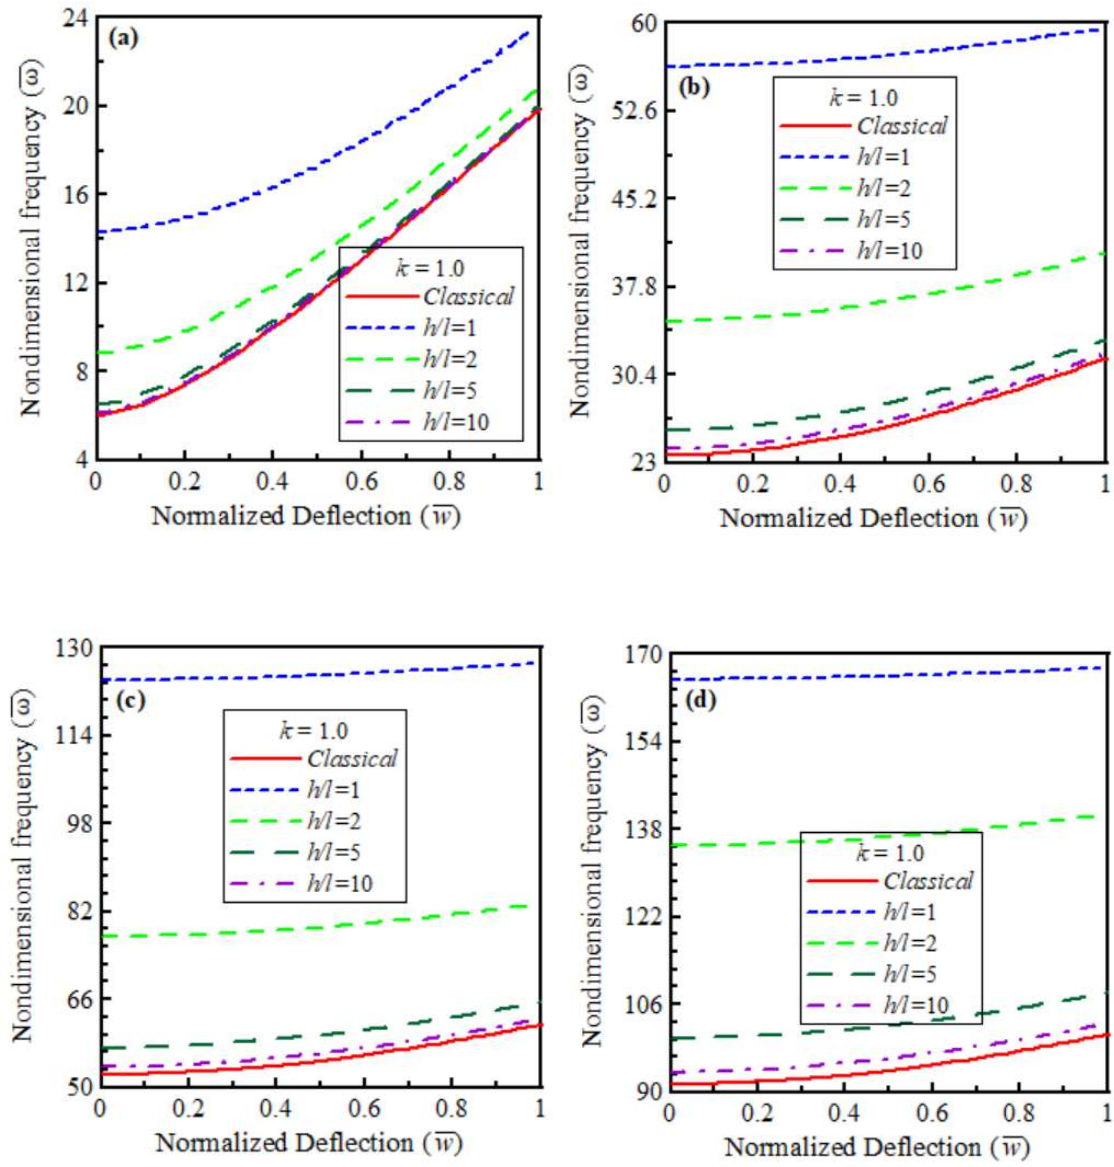 (a)
Nondimensional frequency (ω̅)
24
20
16
12
8
4
k = 1.0
Classical
h/l=1
h/l=2
h/l=5
h/l=10
0 0.2 0.4 0.6 0.8 1
Normalized Deflection (w̅)
(b)
Nondimensional frequency (ω̅)
60
52.6
45.2
37.8
30.4
23
k = 1.0
Classical
h/l=1
h/l=2
h/l=5
h/l=10
0 0.2 0.4 0.6 0.8 1
Normalized Deflection (w̅)
(c)
Nondimensional frequency (ω̅)
130
114
98
82
66
50
k = 1.0
Classical
h/l=1
h/l=2
h/l=5
h/l=10
0 0.2 0.4 0.6 0.8 1
Normalized Deflection (w̅)
(d)
Nondimensional frequency (ω̅)
170
154
138
122
106
90
k = 1.0
Classical
h/l=1
h/l=2
h/l=5
h/l=10
0 0.2 0.4 0.6 0.8 1
Normalized Deflection (w̅)